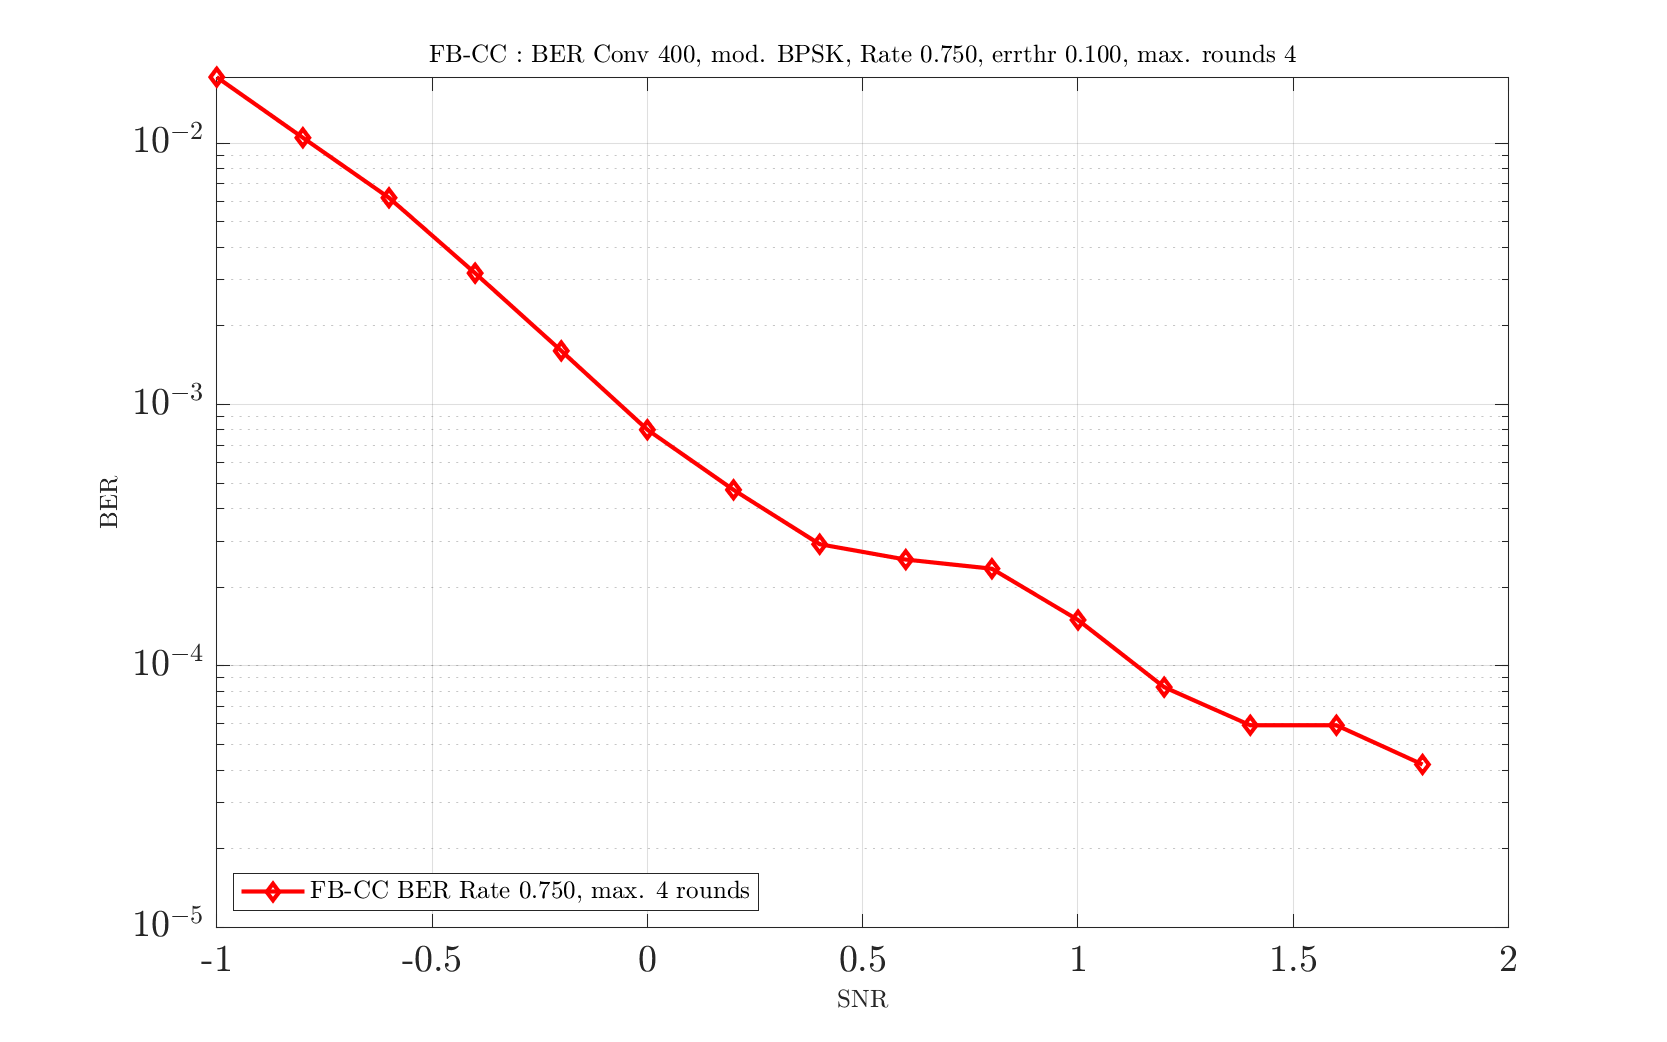 FB-CC : BER Conv 400, mod. BPSK, Rate 0.750, errthr 0.100, max. rounds 4
10^{-2}
10^{-3}
10^{-4}
10^{-5}
BER
FB-CC BER Rate 0.750, max. 4 rounds
-1 -0.5 0 0.5 1 1.5 2
SNR